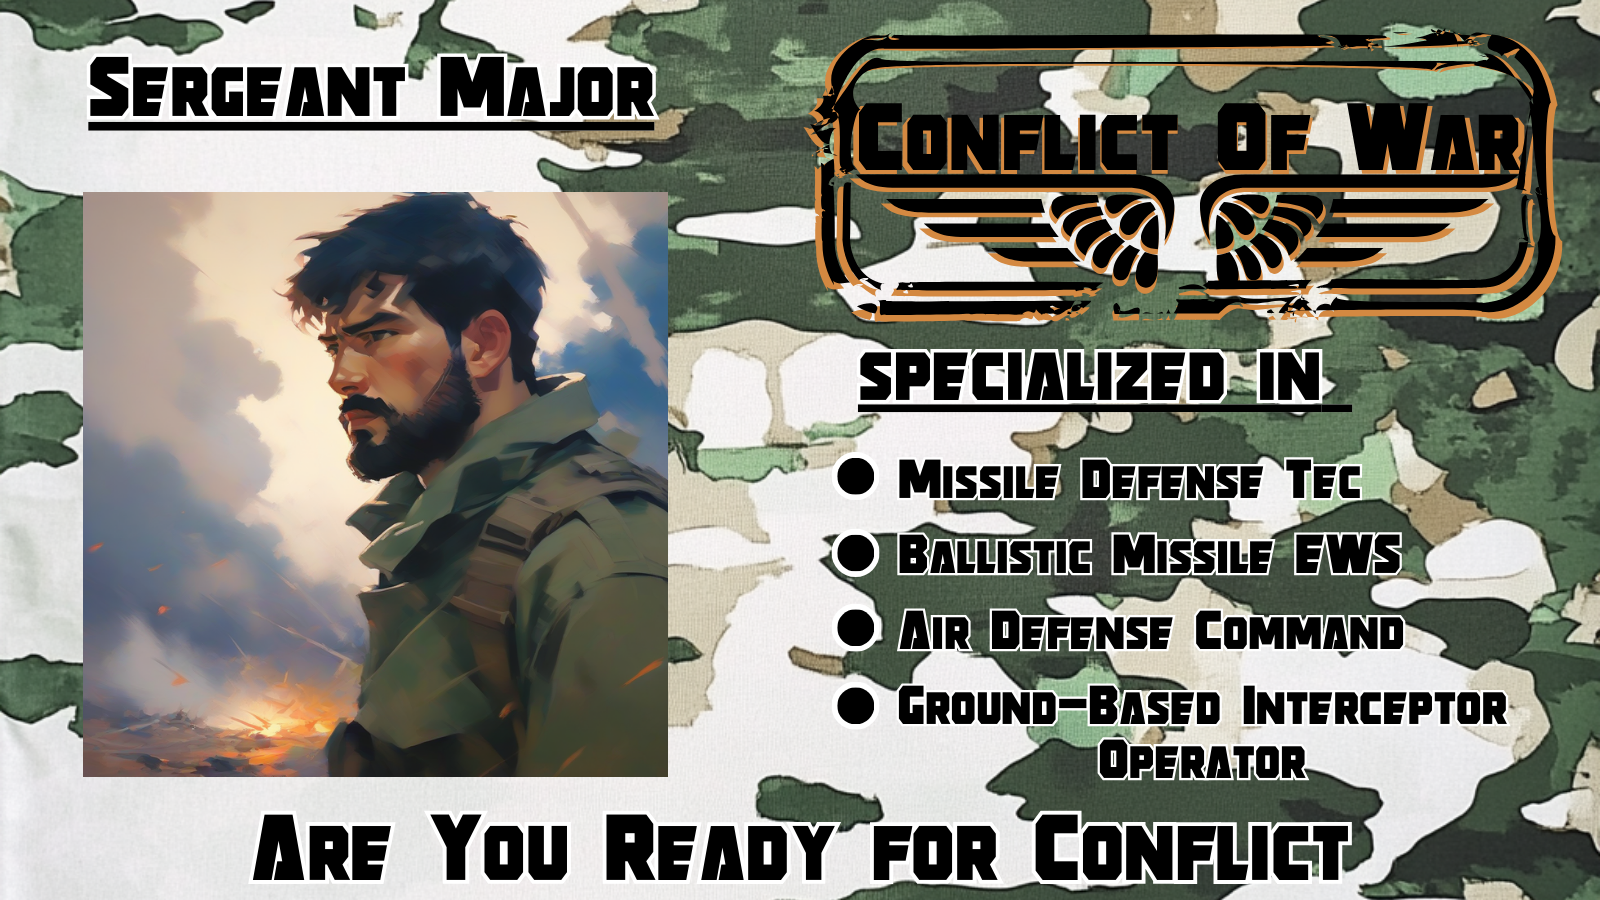 Sergeant Major
Conflict Of War
SPECIALIZED IN
Missile Defense Tec
Ballistic Missile EWS
Air Defense Command
Ground-Based Interceptor
Operator
Are You Ready for Conflict